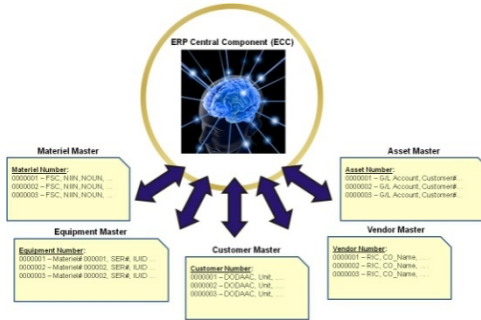 ERP Central Component (ECC)
Materiel Master
Materiel Number:
0000001 – FSC, NIIN, NOUN, ...
0000002 – FSC, NIIN, NOUN, ...
0000003 – FSC, NIIN, NOUN, ...
Asset Master
Asset Number:
0000001 – G/L Account, Customer#...
0000002 – G/L Account, Customer#...
0000003 – G/L Account, Customer#...
Equipment Master
Equipment Number:
0000001 – Materiel# 000001, SER#, IUID ...
0000002 – Materiel# 000002, SER#, IUID ...
0000003 – Materiel# 000002, SER#, IUID ...
Customer Master
Customer Number:
0000001 – DODAAC, Unit, ...
0000002 – DODAAC, Unit, ...
0000003 – DODAAC, Unit, ...
Vendor Master
Vendor Number:
0000001 – RIC, CO_Name, ...
0000002 – RIC, CO_Name, ...
0000003 – RIC, CO_Name, ...